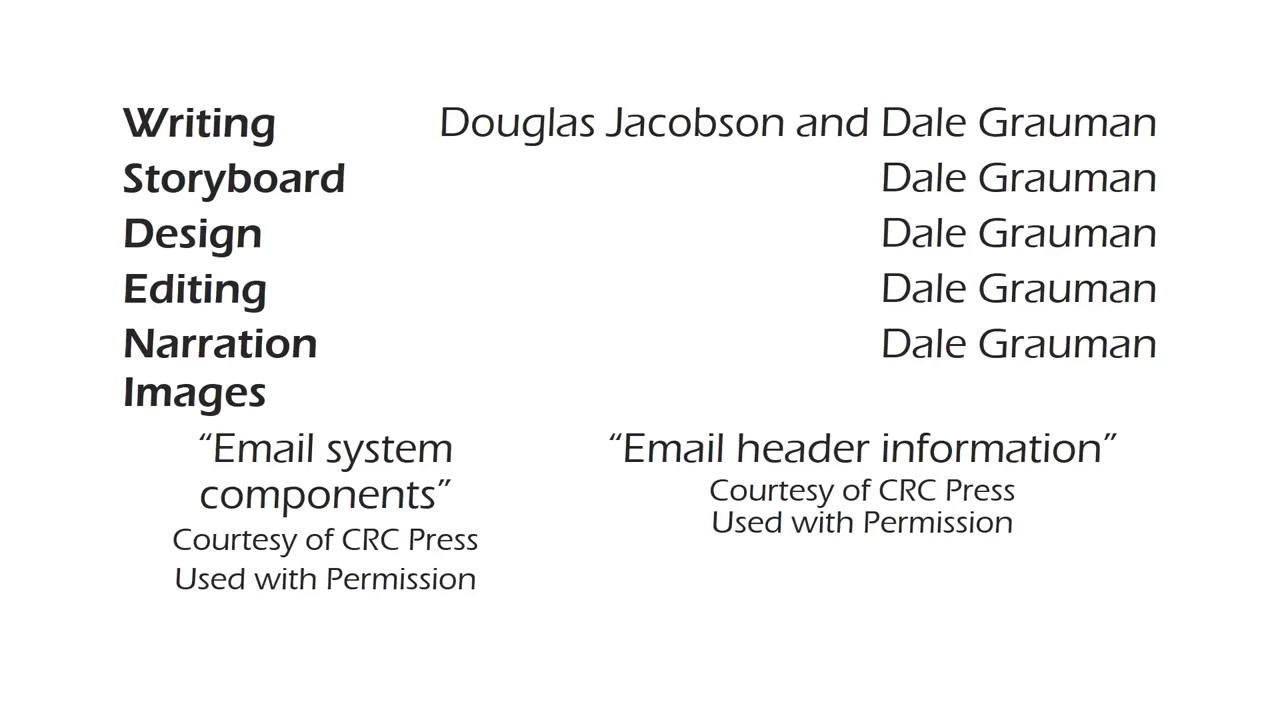 Writing Douglas Jacobson and Dale Grauman
Storyboard Dale Grauman
Design Dale Grauman
Editing Dale Grauman
Narration Dale Grauman
Images
“Email system
components”
Courtesy of CRC Press
Used with Permission
“Email header information”
Courtesy of CRC Press
Used with Permission